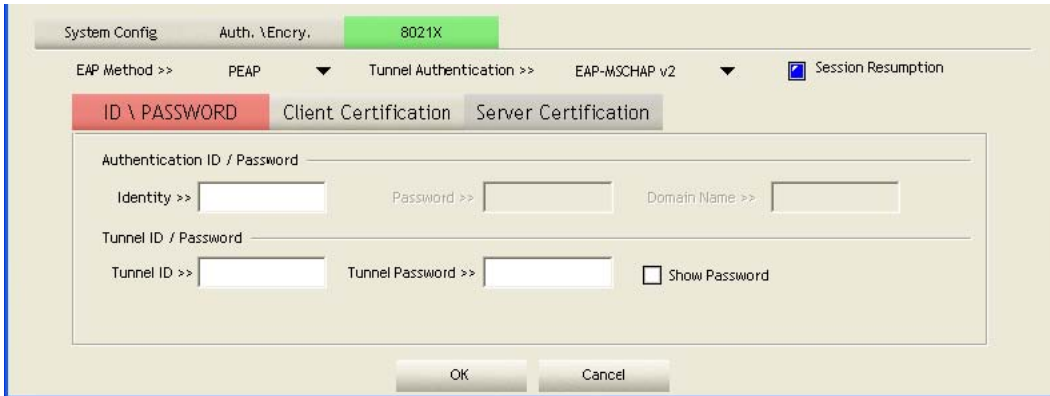 System Config Auth. \Encry. 8021X
EAP Method >> PEAP Tunnel Authentication >> EAP-MSCHAP v2 Session Resumption
ID \ PASSWORD Client Certification Server Certification
Authentication ID / Password
Identity >> Password >> Domain Name >>
Tunnel ID / Password
Tunnel ID >> Tunnel Password >> Show Password
OK Cancel